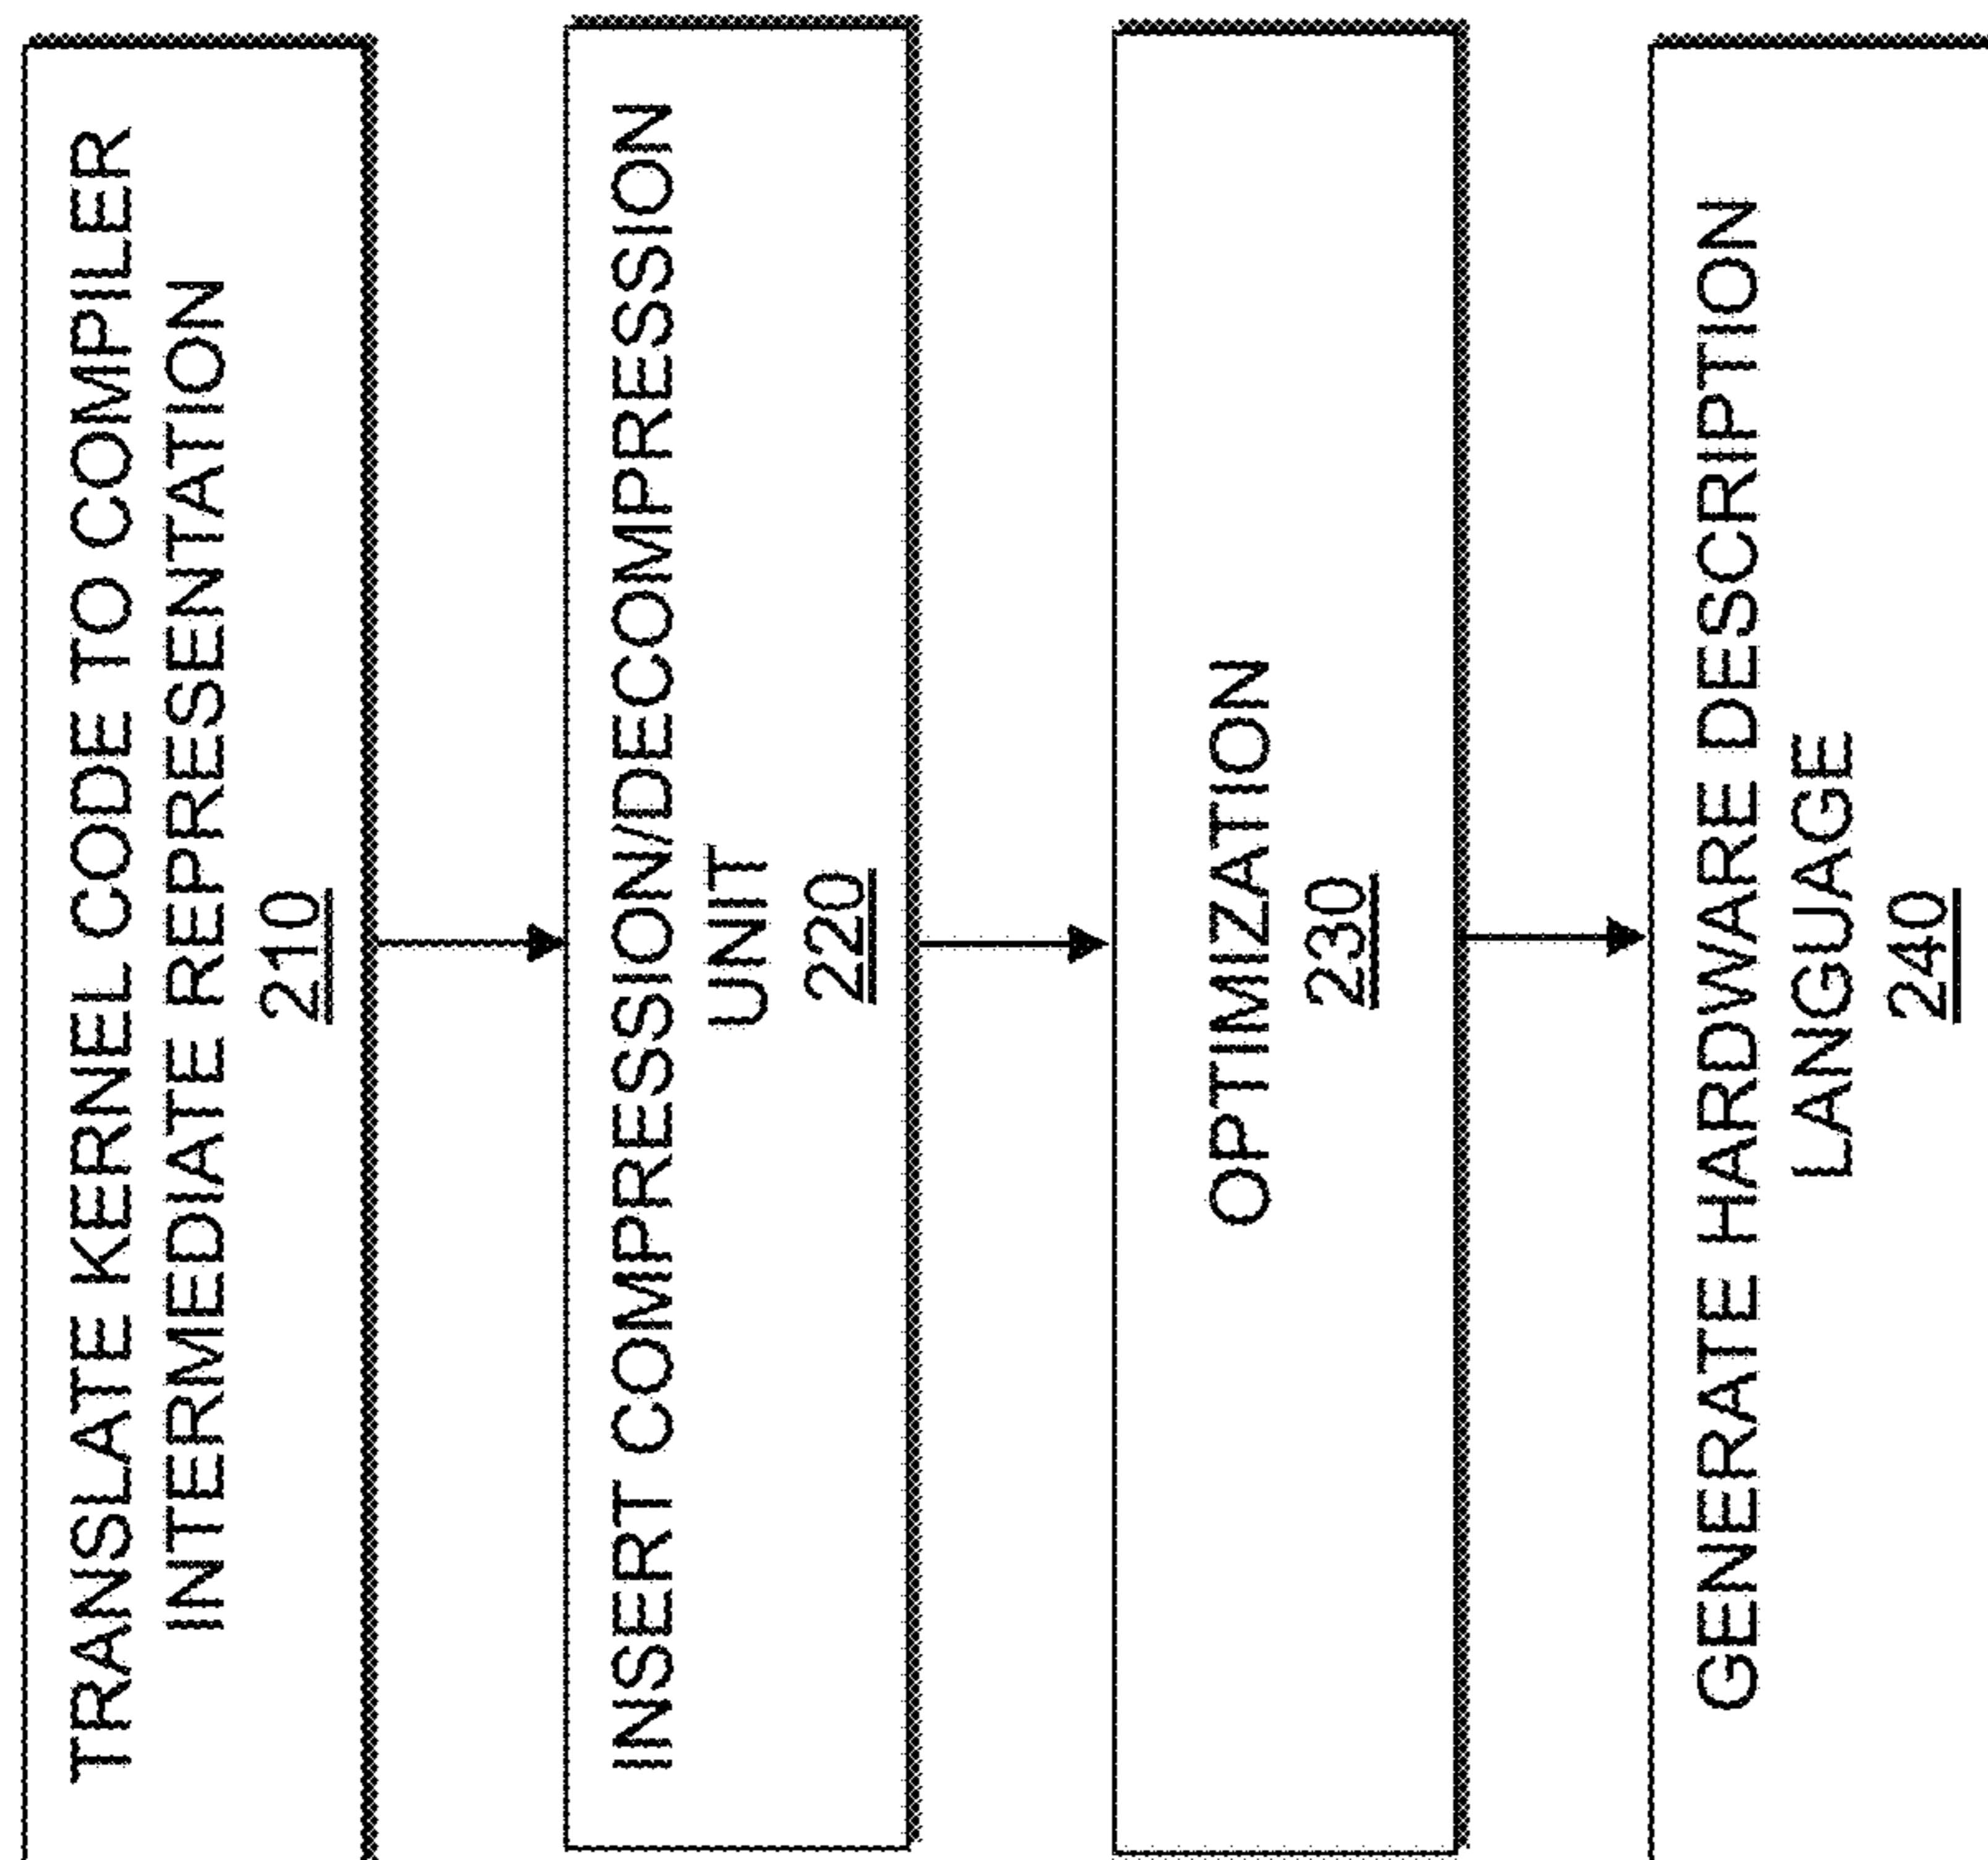 TRANSLATE KERNEL CODE TO COMPILER
INTERMEDIATE REPRESENTATION
210
INSERT COMPRESSION/DECOMPRESSION
UNIT
220
OPTIMIZATION
230
GENERATE HARDWARE DESCRIPTION
LANGUAGE
240